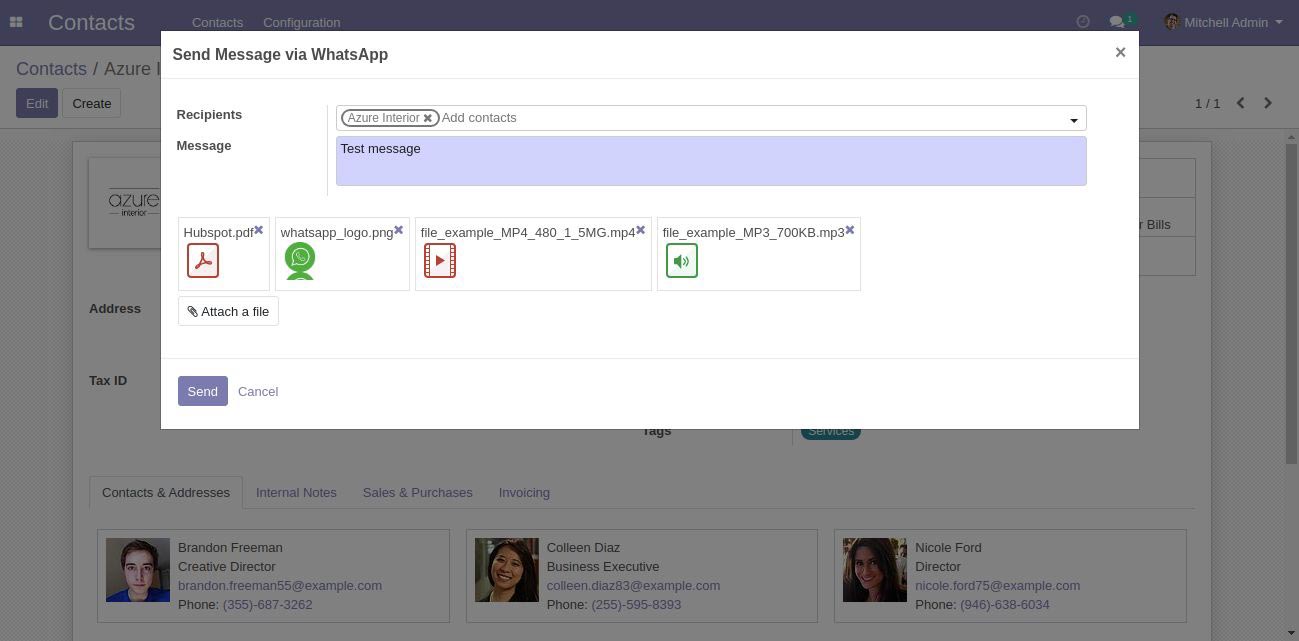 Contacts
Contacts Configuration
1
Mitchell Admin
Send Message via WhatsApp
×
Contacts / Azure I
Edit Create
1 / 1
Recipients
Azure Interior Add contacts
Message
Test message
azure
interior
Hubspot.pdf
whatsapp_logo.png
file_example_MP4_480_1_5MG.mp4
file_example_MP3_700KB.mp3
r Bills
Attach a file
Address
Tax ID
Send Cancel
Tags
Services
Contacts & Addresses Internal Notes Sales & Purchases Invoicing
Brandon Freeman
Creative Director
brandon.freeman55@example.com
Phone: (355)-687-3262
Colleen Diaz
Business Executive
colleen.diaz83@example.com
Phone: (255)-595-8393
Nicole Ford
Director
nicole.ford75@example.com
Phone: (946)-638-6034